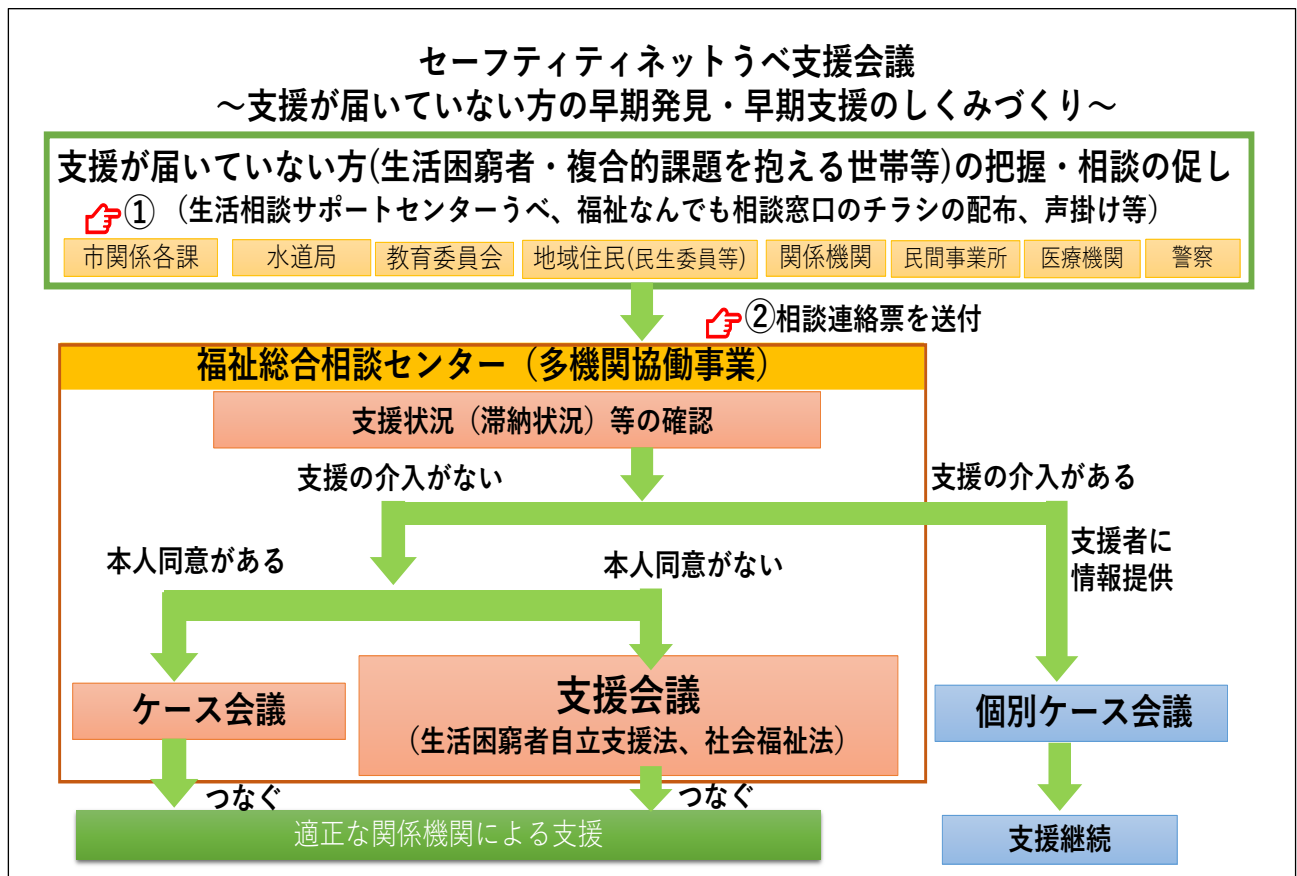 セーフティティネットうべ支援会議
～支援が届いていない方の早期発見・早期支援のしくみづくり～
支援が届いていない方(生活困窮者・複合的課題を抱える世帯等)の把握・相談の促し
① （生活相談サポートセンターうべ、福祉なんでも相談窓口のチラシの配布、声掛け等）
市関係各課
水道局
教育委員会
地域住民(民生委員等)
関係機関
民間事業所
医療機関
警察
②相談連絡票を送付
福祉総合相談センター（多機関協働事業）
支援状況（滞納状況）等の確認
支援の介入がない
支援の介入がある
本人同意がある
本人同意がない
支援者に
情報提供
ケース会議
支援会議
（生活困窮者自立支援法、社会福祉法）
個別ケース会議
つなぐ
つなぐ
適正な関係機関による支援
支援継続